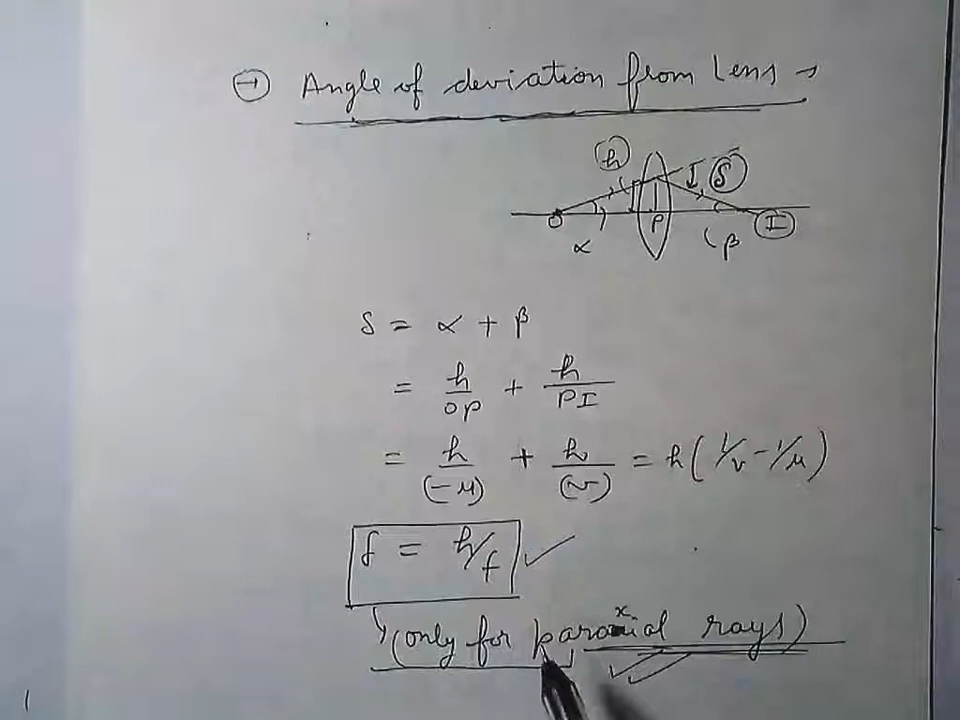 → Angle of deviation from Lens →
(h) δ
O P I
α β
δ = α + β
= h/OP + h/PI
= h/(-u) + h/(v) = h(1/v - 1/u)
δ = h/f ✓
(only for paraxial rays)